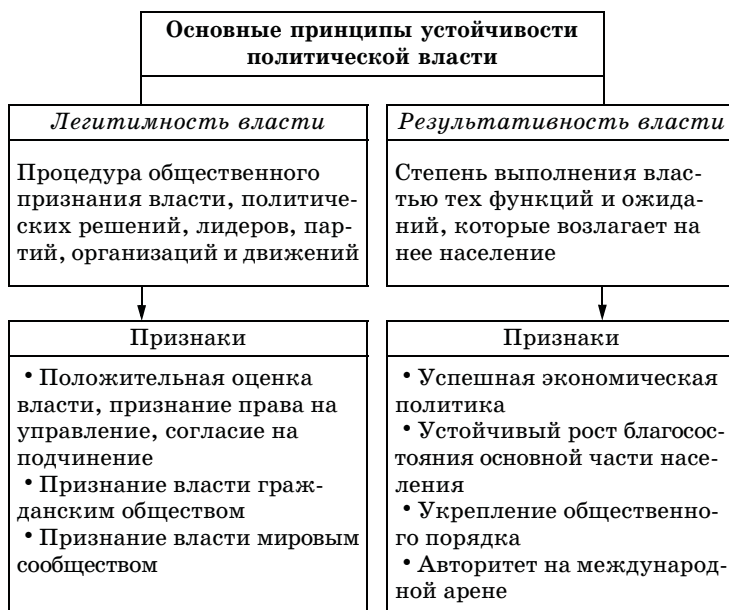 Основные принципы устойчивости
политической власти
Легитимность власти
Процедура общественного
признания власти, политиче-
ских решений, лидеров, пар-
тий, организаций и движений
Признаки
• Положительная оценка
власти, признание права на
управление, согласие на
подчинение
• Признание власти граж-
данским обществом
• Признание власти мировым
сообществом
Результативность власти
Степень выполнения влас-
тью тех функций и ожида-
ний, которые возлагает на
нее население
Признаки
• Успешная экономическая
политика
• Устойчивый рост благосос-
тояния основной части насе-
ления
• Укрепление общественно-
го порядка
• Авторитет на международ-
ной арене